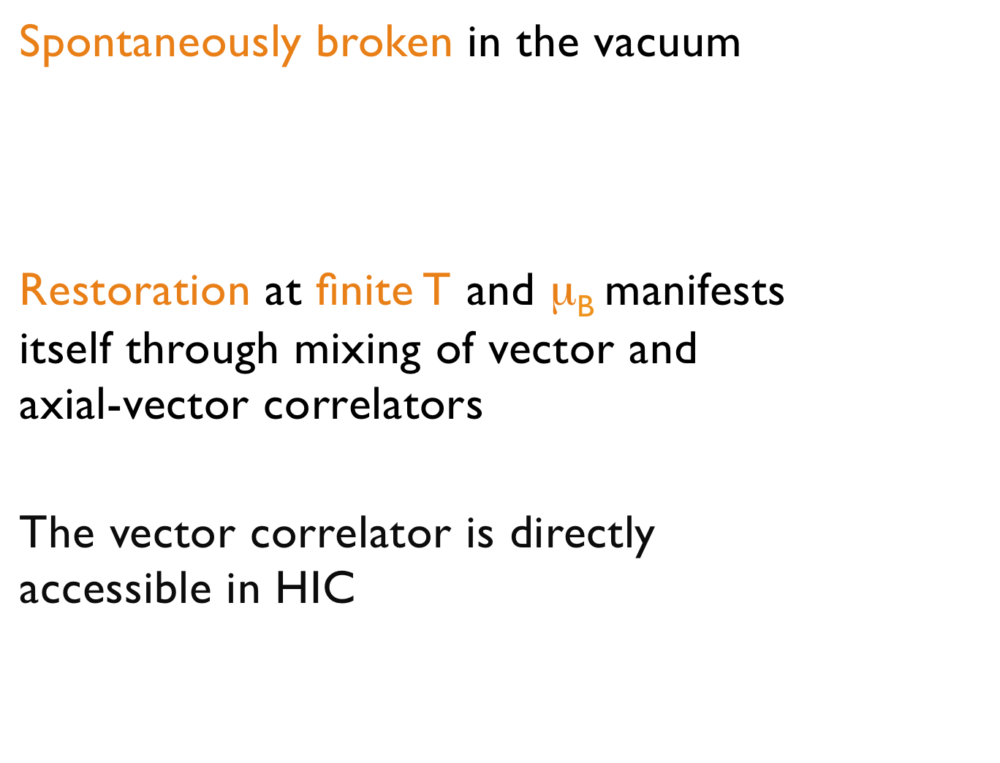 Spontaneously broken in the vacuum
Restoration at finite T and μB manifests
itself through mixing of vector and
axial-vector correlators
The vector correlator is directly
accessible in HIC